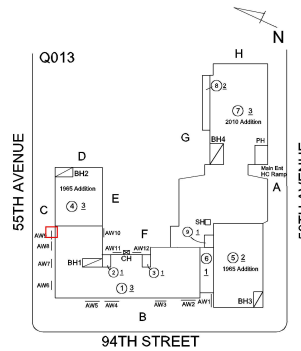 N
Q013
H
8 2
7 3
2010 Addition
G
BH4
PH
Main Ent
HC Ramp
A
D
BH2
1965 Addition
4 3
E
C
55TH AVENUE
AW8
AW7
AW6
AW10
F
AW11
AW12
CH
BH1
2 1
3 1
1 3
SH
9 1
6
1
5 2
1965 Addition
BH3
AW5
AW4
AW3
AW2
AW1
B
94TH STREET
AVENUE